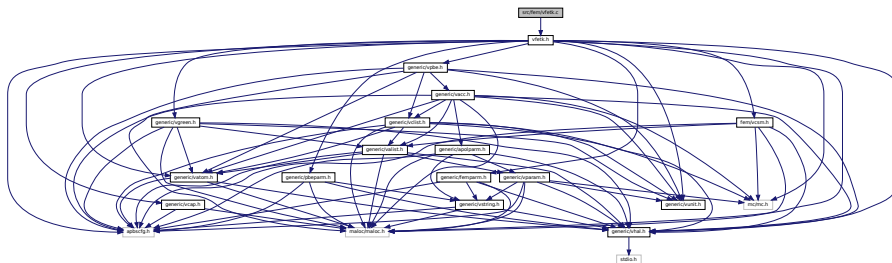 src/fem/vfetk.c
vfetk.h
generic/vpbe.h
generic/vacc.h
generic/vgreen.h
generic/vclist.h
fem/vcsm.h
generic/valist.h
generic/apolparm.h
generic/vatom.h
generic/pbeparm.h
generic/femparm.h
generic/vparam.h
generic/vcap.h
generic/vstring.h
generic/vunit.h
mc/mc.h
apbscfg.h
maloc/maloc.h
generic/vhal.h
stdio.h